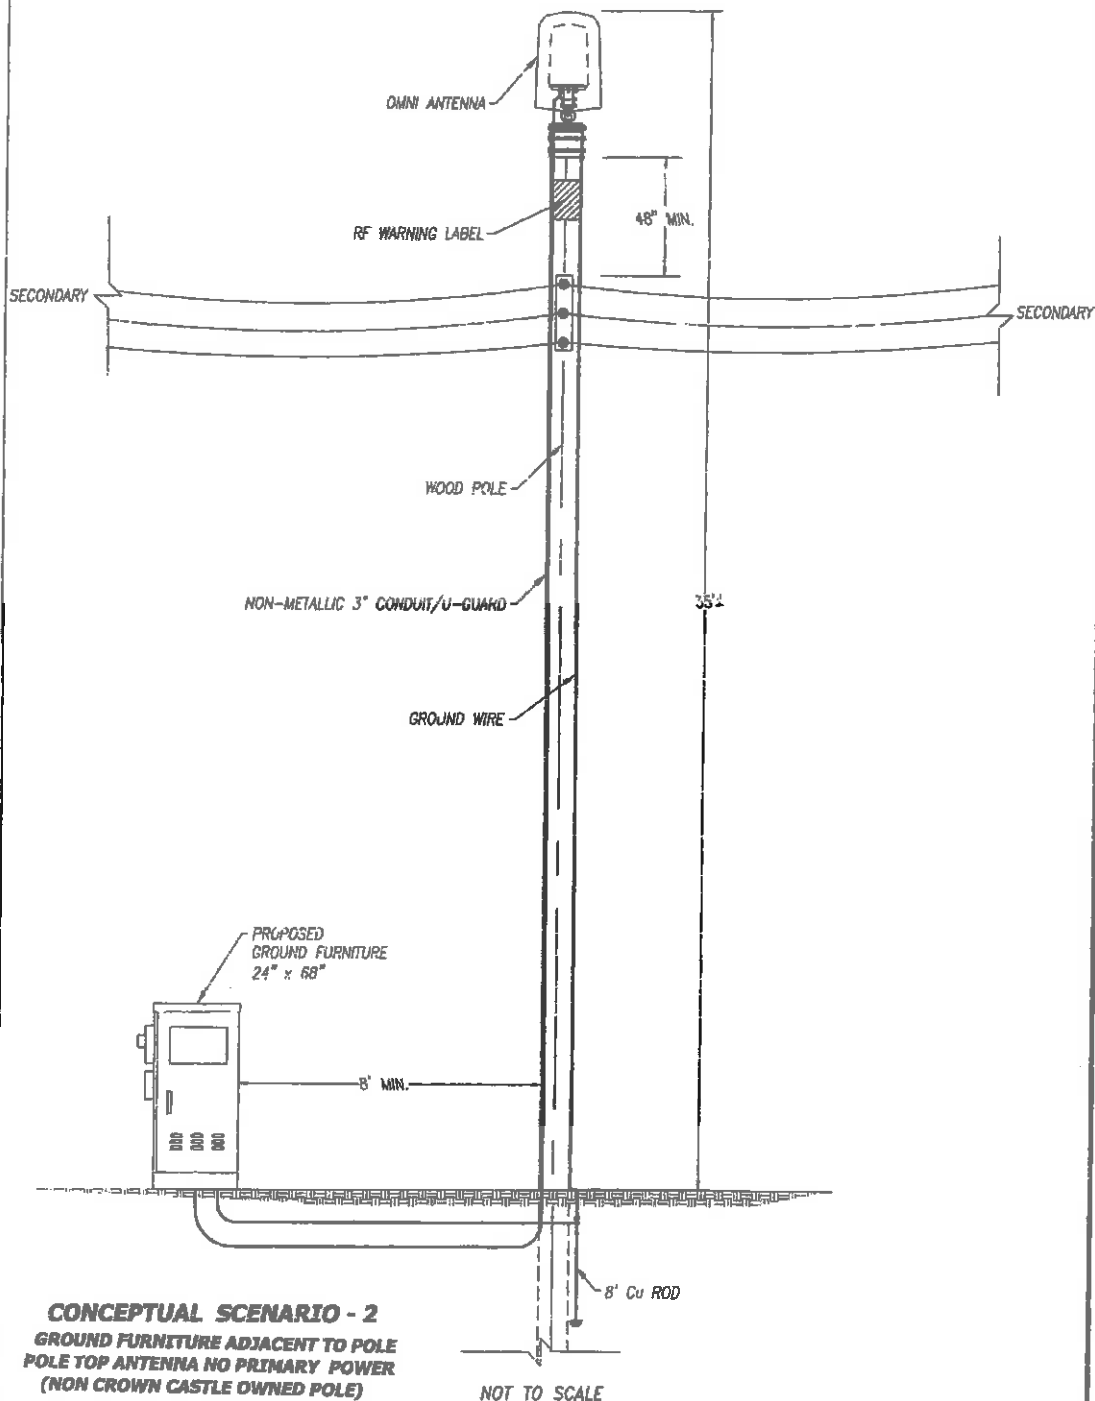 OMNI ANTENNA
48" MIN.
RF WARNING LABEL
SECONDARY
SECONDARY
WOOD POLE
NON-METALLIC 3" CONDUIT/U-GUARD
35'±
GROUND WIRE
PROPOSED
GROUND FURNITURE
24" x 68"
8' MIN.
8' Cu ROD
CONCEPTUAL SCENARIO - 2
GROUND FURNITURE ADJACENT TO POLE
POLE TOP ANTENNA NO PRIMARY POWER
(NON CROWN CASTLE OWNED POLE)
NOT TO SCALE